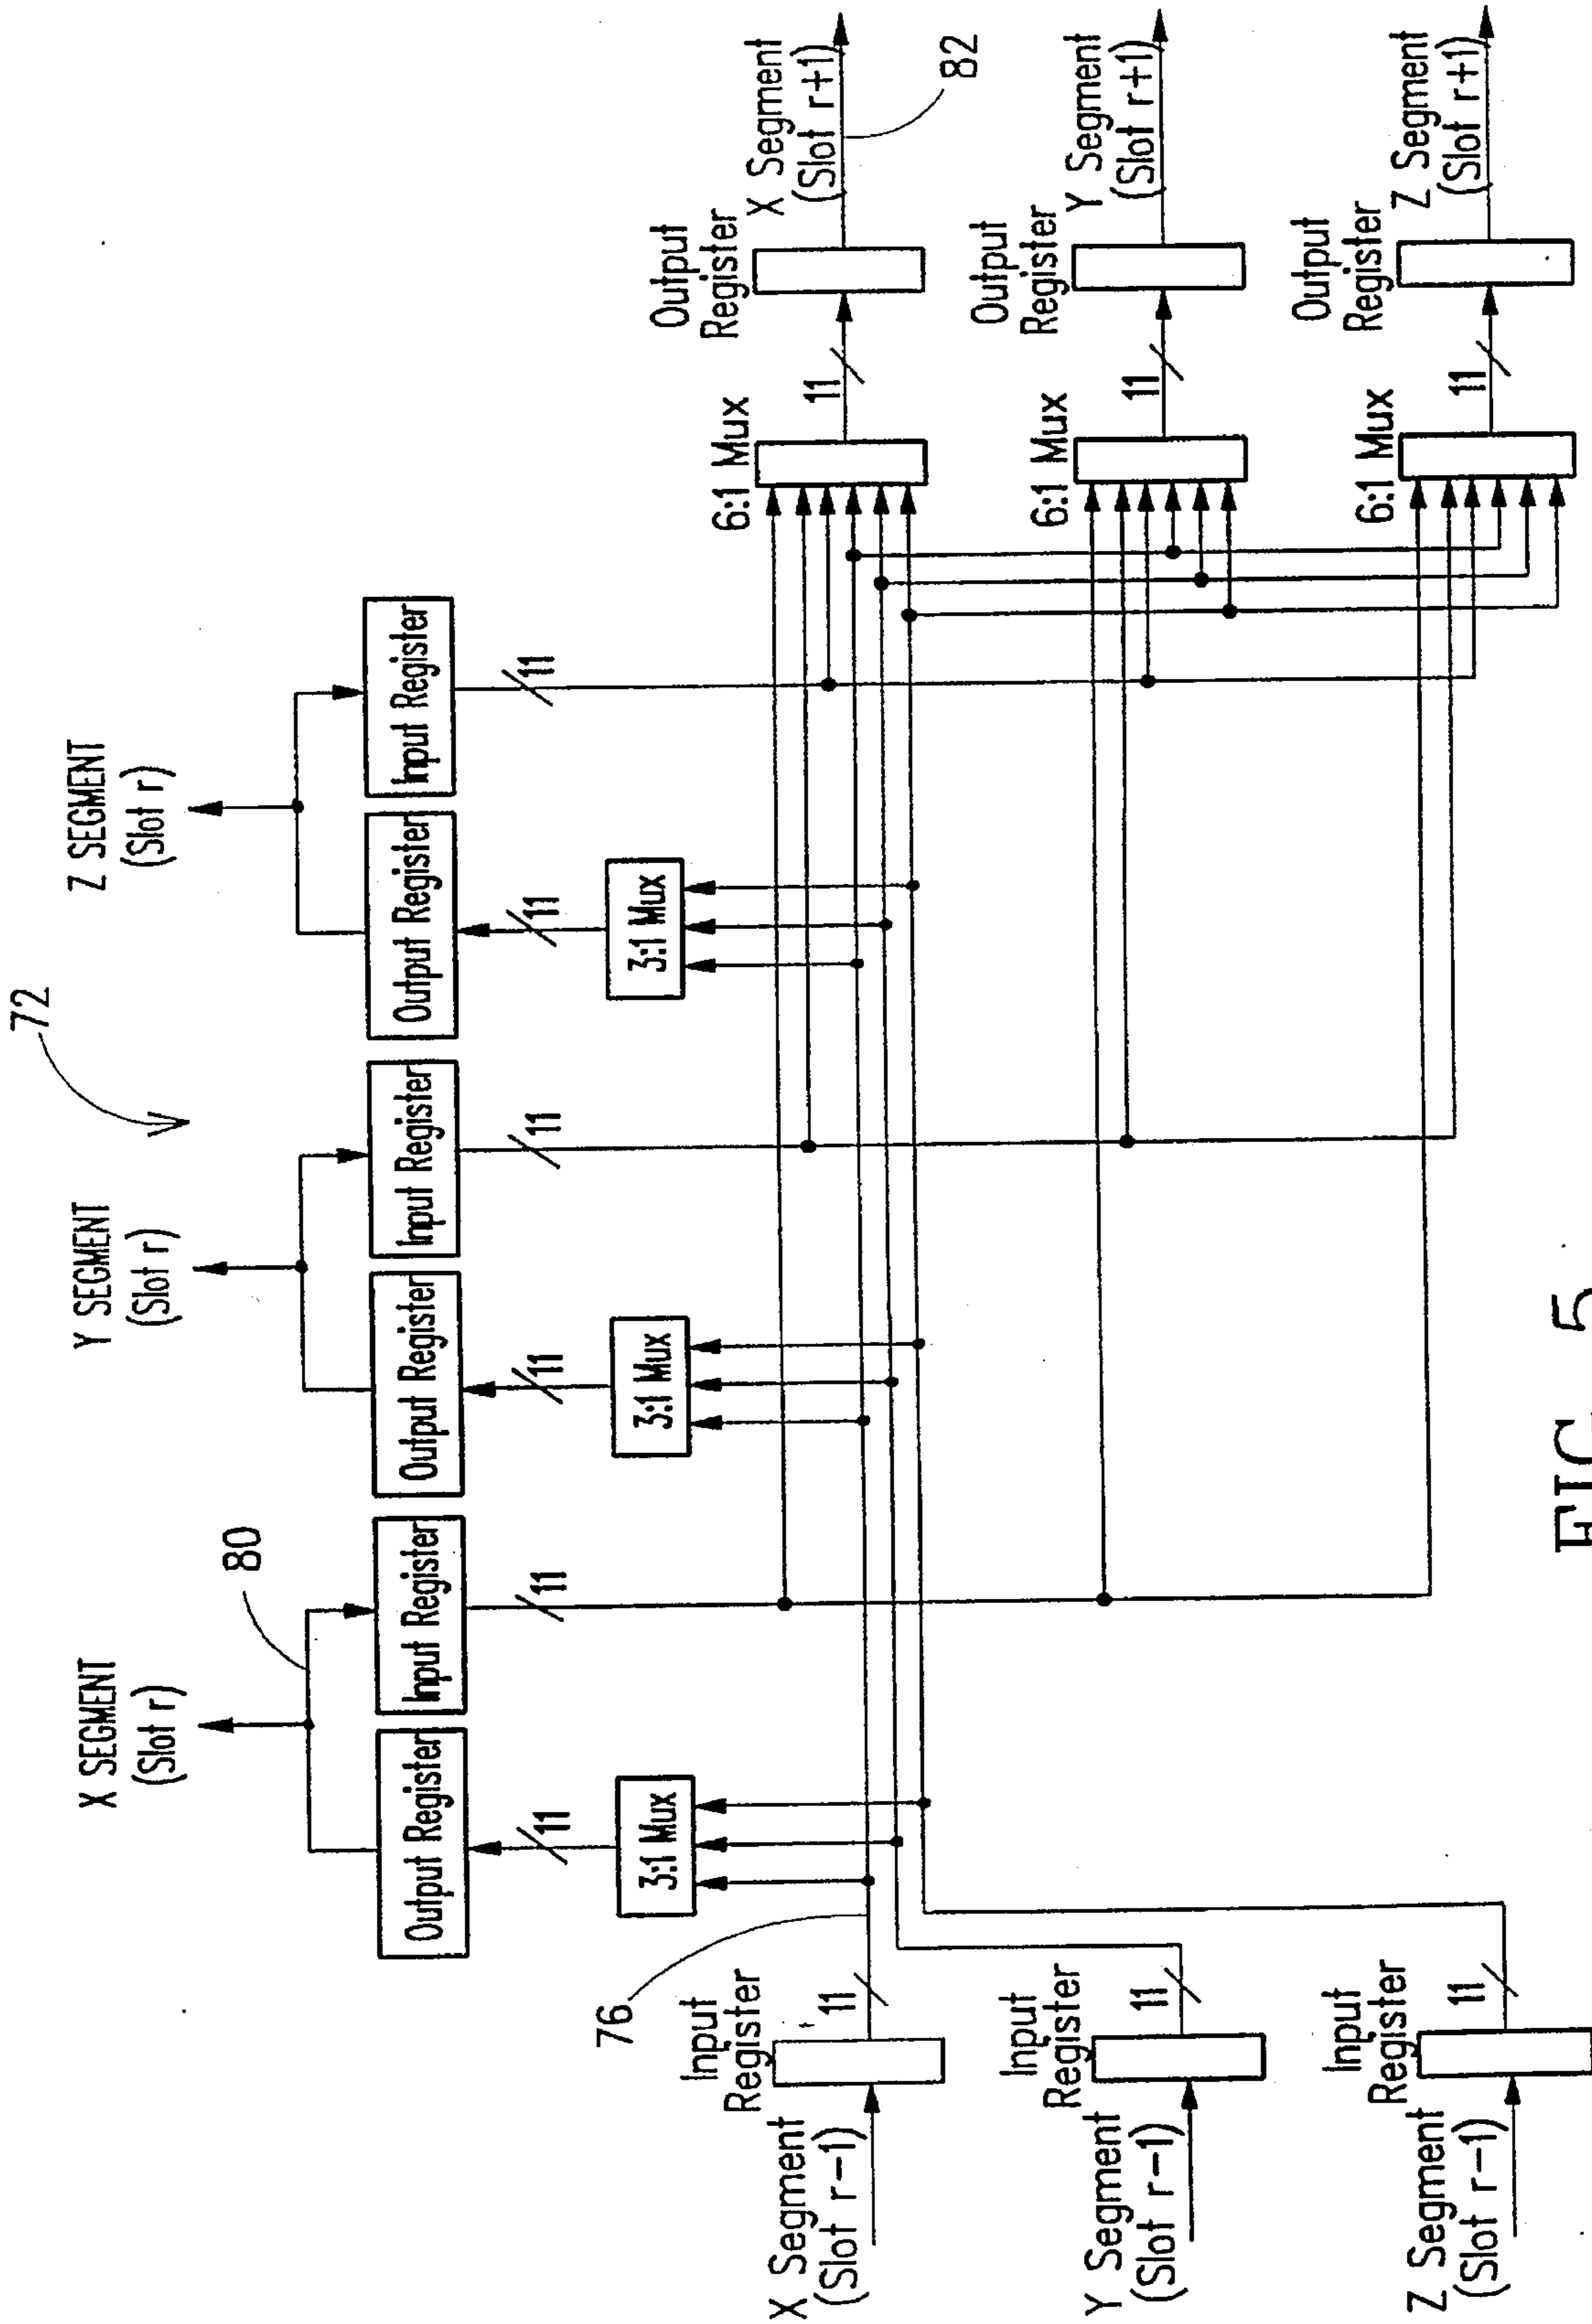 72
X SEGMENT
(Slot r)
Y SEGMENT
(Slot r)
Z SEGMENT
(Slot r)
80
Output Register
Input Register
Output Register
Input Register
Output Register
Input Register
11
11
11
11
11
11
3:1 Mux
3:1 Mux
3:1 Mux
76
X Segment
(Slot r-1)
Input
Register
11
6:1 Mux
11
Output
Register
X Segment
(Slot r+1)
82
Y Segment
(Slot r-1)
Input
Register
11
6:1 Mux
11
Output
Register
Y Segment
(Slot r+1)
Z Segment
(Slot r-1)
Input
Register
11
6:1 Mux
11
Output
Register
Z Segment
(Slot r+1)
FIG. 5